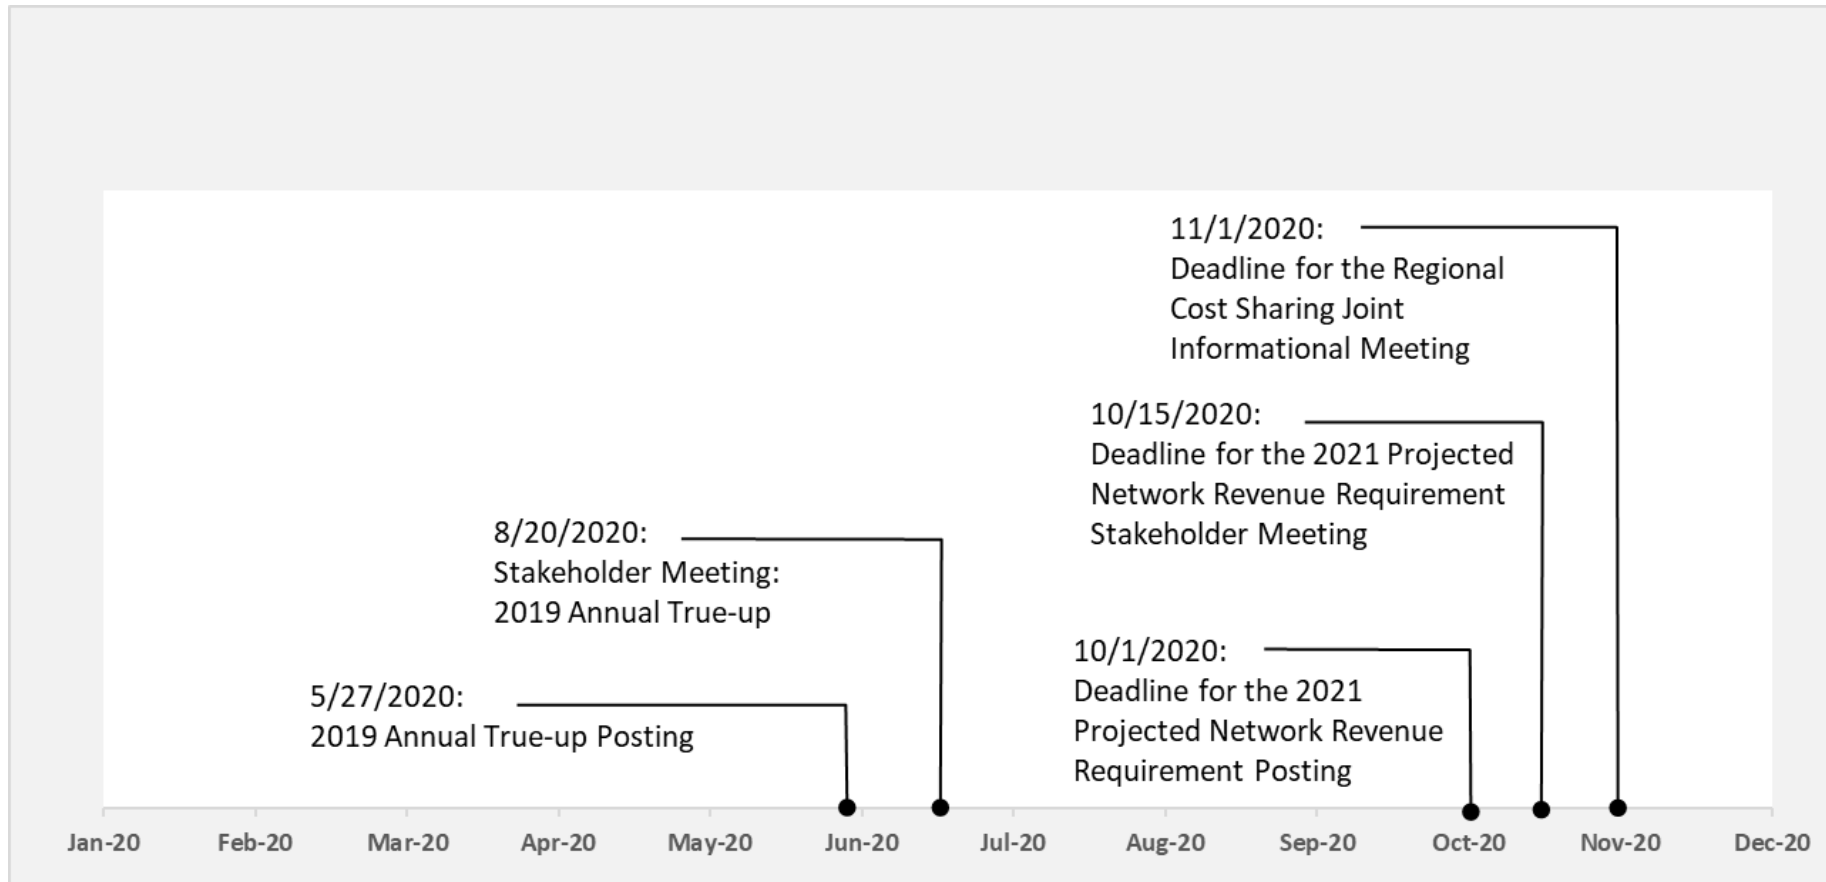 11/1/2020:
Deadline for the Regional
Cost Sharing Joint
Informational Meeting
10/15/2020:
Deadline for the 2021 Projected
Network Revenue Requirement
Stakeholder Meeting
8/20/2020:
Stakeholder Meeting:
2019 Annual True-up
10/1/2020:
Deadline for the 2021
Projected Network Revenue
Requirement Posting
5/27/2020:
2019 Annual True-up Posting
Jan-20 Feb-20 Mar-20 Apr-20 May-20 Jun-20 Jul-20 Aug-20 Sep-20 Oct-20 Nov-20 Dec-20